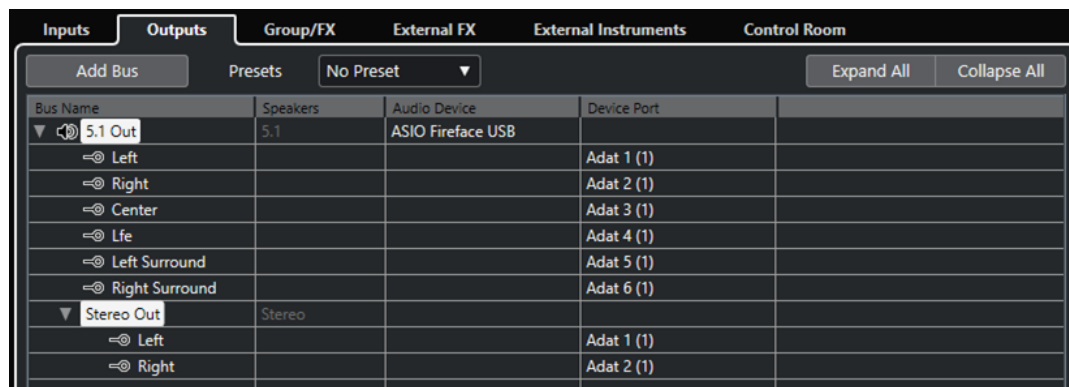 Inputs Outputs Group/FX External FX External Instruments Control Room
Add Bus Presets No Preset Expand All Collapse All
Bus Name Speakers Audio Device Device Port
5.1 Out 5.1 ASIO Fireface USB
Left Adat 1 (1)
Right Adat 2 (1)
Center Adat 3 (1)
Lfe Adat 4 (1)
Left Surround Adat 5 (1)
Right Surround Adat 6 (1)
Stereo Out Stereo
Left Adat 1 (1)
Right Adat 2 (1)